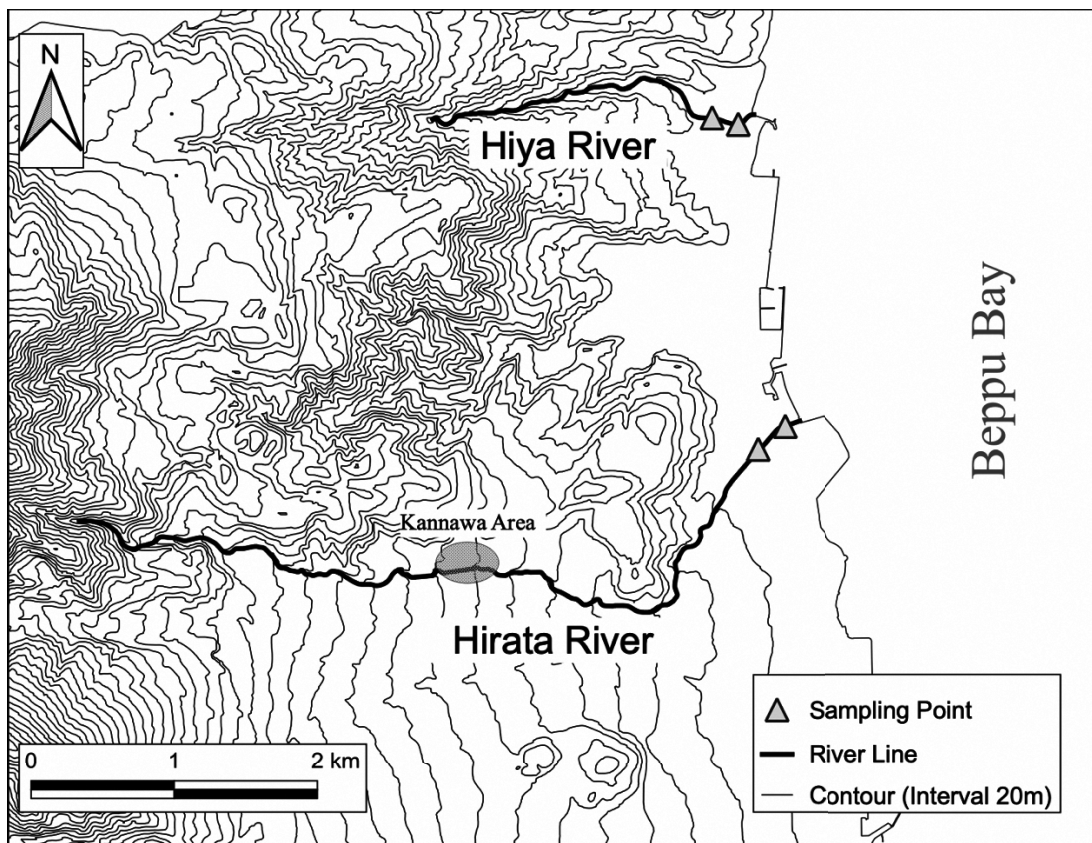 N
Hiya River
Beppu Bay
Kannawa Area
Hirata River
Sampling Point
River Line
Contour (Interval 20m)
0 1 2 km